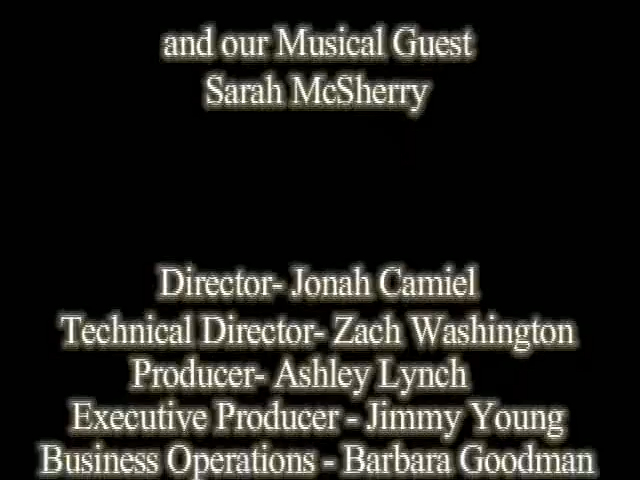 and our Musical Guest
Sarah McSherry
Director- Jonah Camiel
Technical Director- Zach Washington
Producer- Ashley Lynch
Executive Producer - Jimmy Young
Business Operations - Barbara Goodman